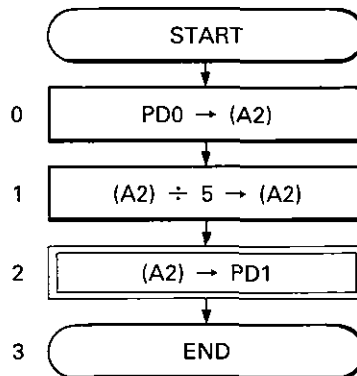 START
0 PD0 → (A2)
1 (A2) ÷ 5 → (A2)
2 (A2) → PD1
3 END